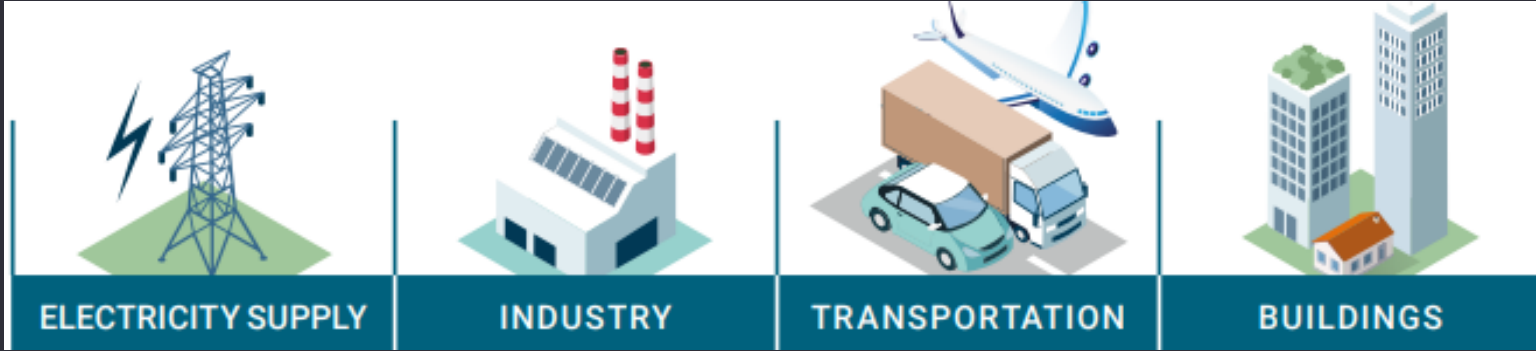 ELECTRICITY SUPPLY
INDUSTRY
TRANSPORTATION
BUILDINGS